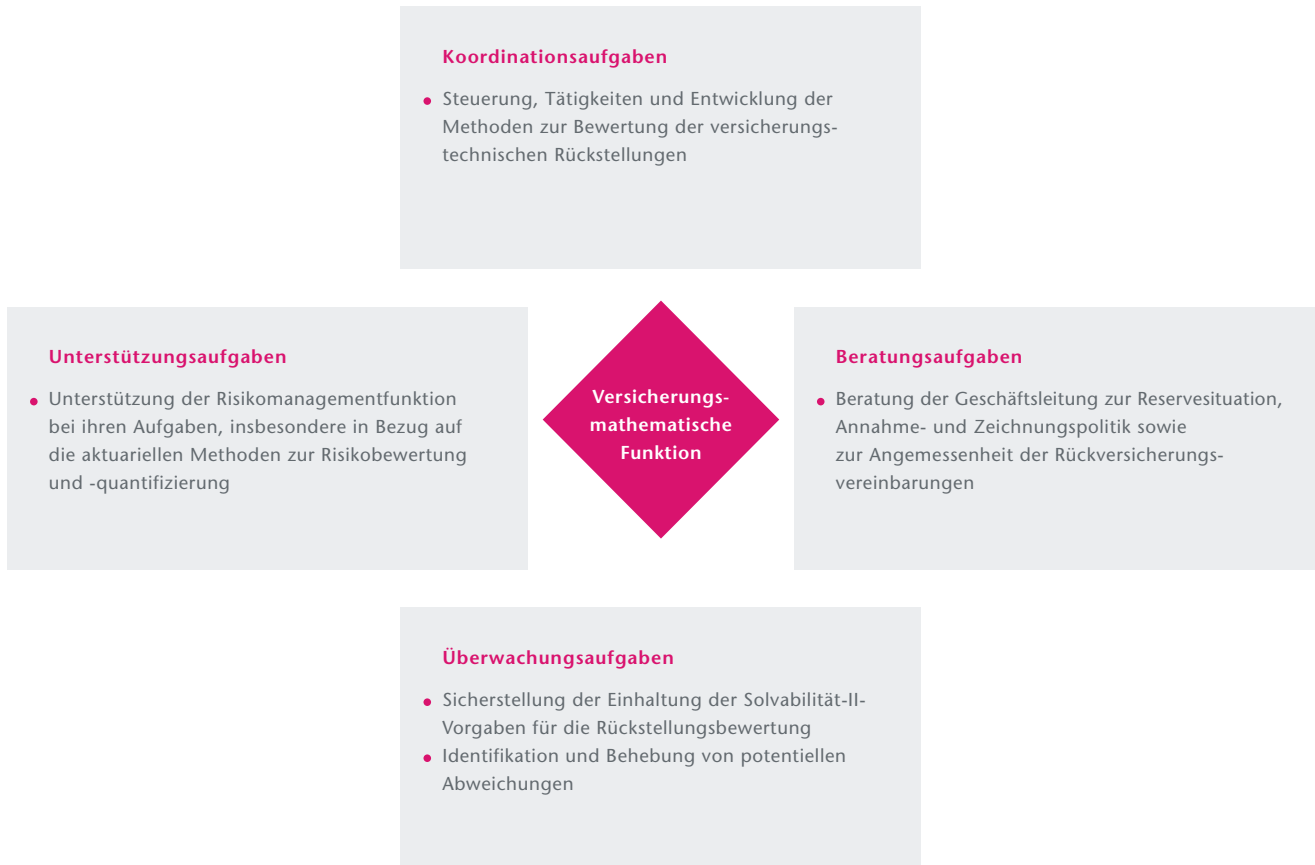 Koordinationsaufgaben
• Steuerung, Tätigkeiten und Entwicklung der
Methoden zur Bewertung der versicherungs-
technischen Rückstellungen
Unterstützungsaufgaben
• Unterstützung der Risikomanagementfunktion
bei ihren Aufgaben, insbesondere in Bezug auf
die aktuariellen Methoden zur Risikobewertung
und -quantifizierung
Versicherungs-
mathematische
Funktion
Beratungsaufgaben
• Beratung der Geschäftsleitung zur Reservesituation,
Annahme- und Zeichnungspolitik sowie
zur Angemessenheit der Rückversicherungs-
vereinbarungen
Überwachungsaufgaben
• Sicherstellung der Einhaltung der Solvabilität-II-
Vorgaben für die Rückstellungsbewertung
• Identifikation und Behebung von potentiellen
Abweichungen